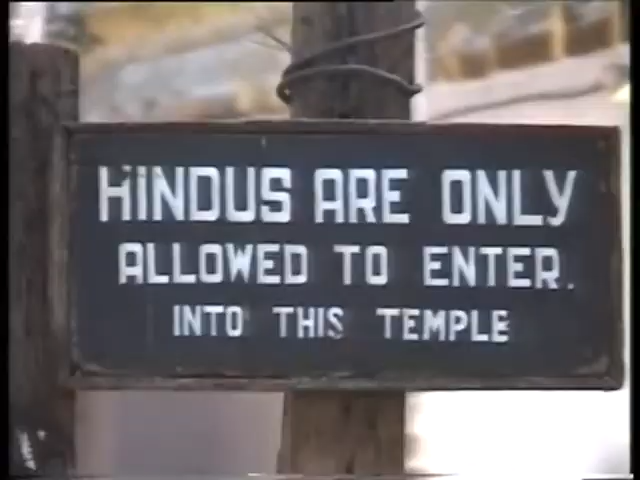 HINDUS ARE ONLY
ALLOWED TO ENTER.
INTO THIS TEMPLE